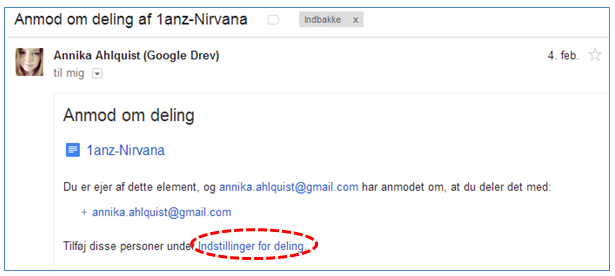 Anmod om deling af 1anz-Nirvana Indbakke x
Annika Ahlquist (Google Drev) 4. feb.
til mig
Anmod om deling
1anz-Nirvana
Du er ejer af dette element, og annika.ahlquist@gmail.com har anmodet om, at du deler det med:
+ annika.ahlquist@gmail.com
Tilføj disse personer under Indstillinger for deling.